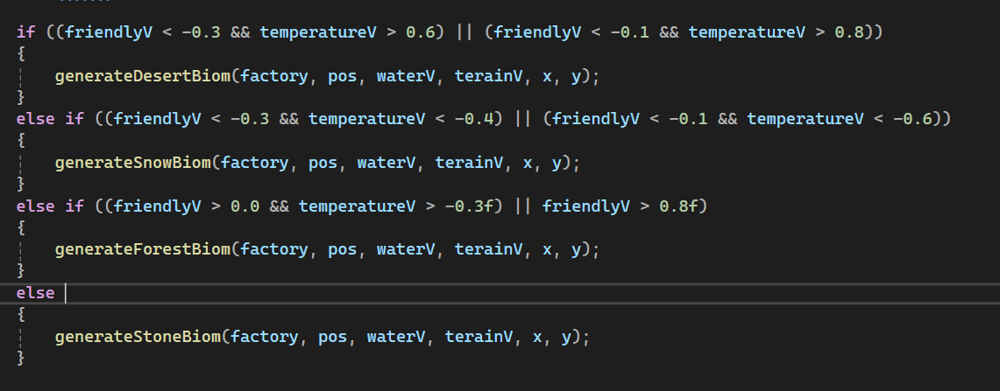 if ((friendlyV < -0.3 && temperatureV > 0.6) || (friendlyV < -0.1 && temperatureV > 0.8))
{
    generateDesertBiom(factory, pos, waterV, terainV, x, y);
}
else if ((friendlyV < -0.3 && temperatureV < -0.4) || (friendlyV < -0.1 && temperatureV < -0.6))
{
    generateSnowBiom(factory, pos, waterV, terainV, x, y);
}
else if ((friendlyV > 0.0 && temperatureV > -0.3f) || friendlyV > 0.8f)
{
    generateForestBiom(factory, pos, waterV, terainV, x, y);
}
else
{
    generateStoneBiom(factory, pos, waterV, terainV, x, y);
}